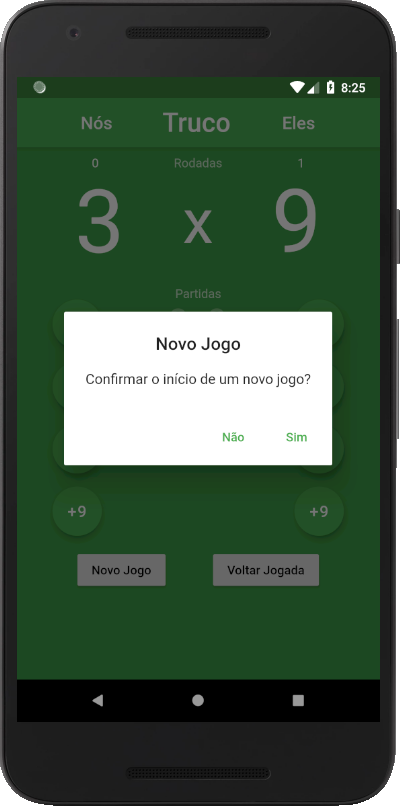 8:25
Nós Truco Eles
0 Rodadas 1
3 x 9
Partidas
Novo Jogo
Confirmar o início de um novo jogo?
Não Sim
+9 +9
Novo Jogo Voltar Jogada